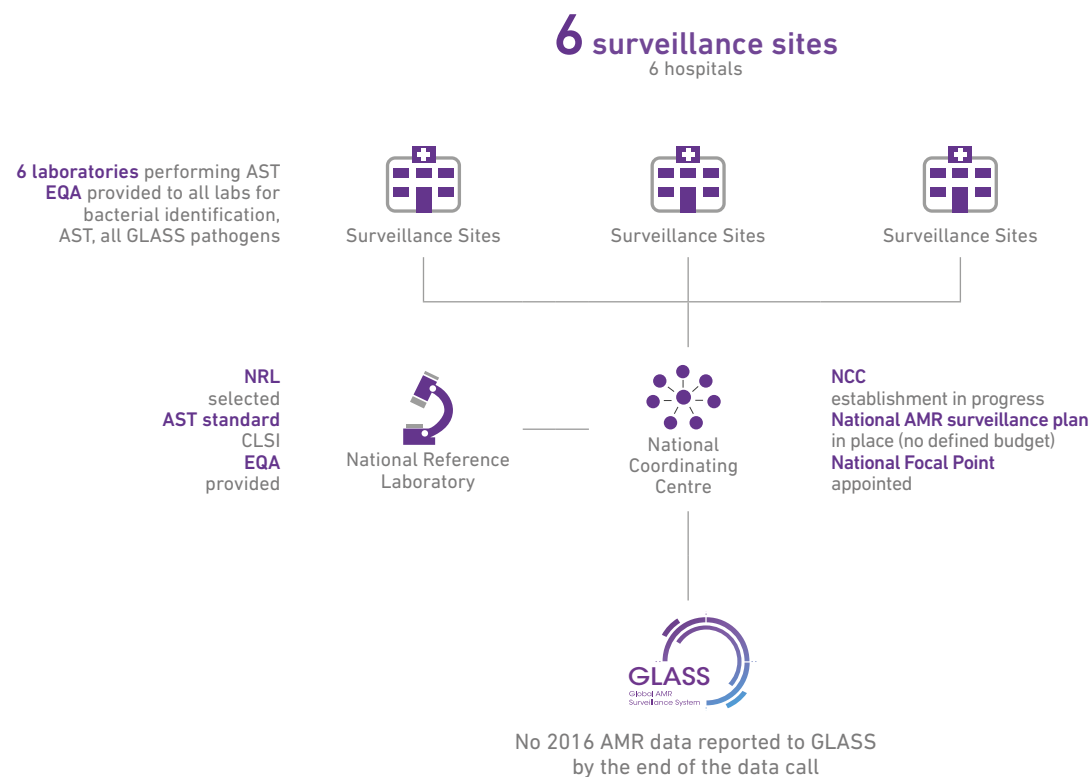 6 surveillance sites
6 hospitals
6 laboratories performing AST
EQA provided to all labs for
bacterial identification,
AST, all GLASS pathogens
Surveillance Sites
Surveillance Sites
Surveillance Sites
NRL
selected
AST standard
CLSI
EQA
provided
National Reference
Laboratory
National
Coordinating
Centre
NCC
establishment in progress
National AMR surveillance plan
in place (no defined budget)
National Focal Point
appointed
GLASS
Global AMR
Surveillance System
No 2016 AMR data reported to GLASS
by the end of the data call